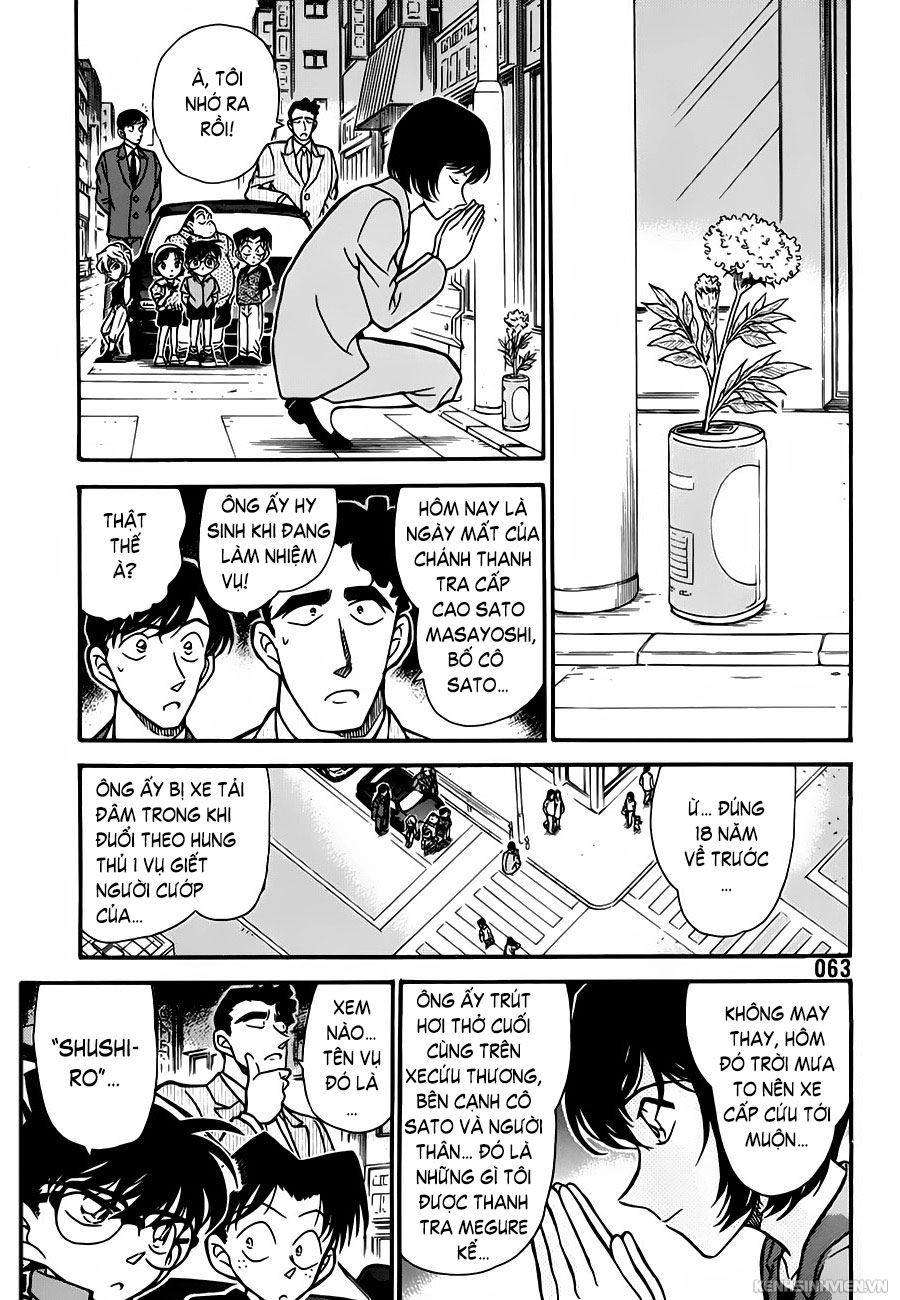 À, TÔI
NHỚ RA
RỒI!
HÔM NAY LÀ
NGÀY MẤT CỦA
CHÁNH THANH
TRA CẤP
CAO SATO
MASAYOSHI,
BỐ CÔ
SATO...
ÔNG ẤY HY
SINH KHI ĐANG
LÀM NHIỆM
VỤ!
THẬT
THẾ
À?
Ừ... ĐÚNG
18 NĂM
VỀ TRƯỚC
...
ÔNG ẤY BỊ XE TẢI
ĐÂM TRONG KHI
ĐUỔI THEO HUNG
THỦ 1 VỤ GIẾT
NGƯỜI CƯỚP
CỦA...
063
KHÔNG MAY
THAY, HÔM
ĐÓ TRỜI MƯA
TO NÊN XE
CẤP CỨU TỚI
MUỘN...
ÔNG ẤY TRÚT
HƠI THỞ CUỐI
CÙNG TRÊN
XECỨU THƯƠNG,
BÊN CẠNH CÔ
SATO VÀ NGƯỜI
THÂN... ĐÓ LÀ
NHỮNG GÌ TÔI
ĐƯỢC THANH
TRA MEGURE
KỂ...
XEM
NÀO...
TÊN VỤ
ĐÓ LÀ
...
"SHUSHI-
RO"...
KENHSINHVIEN.VN